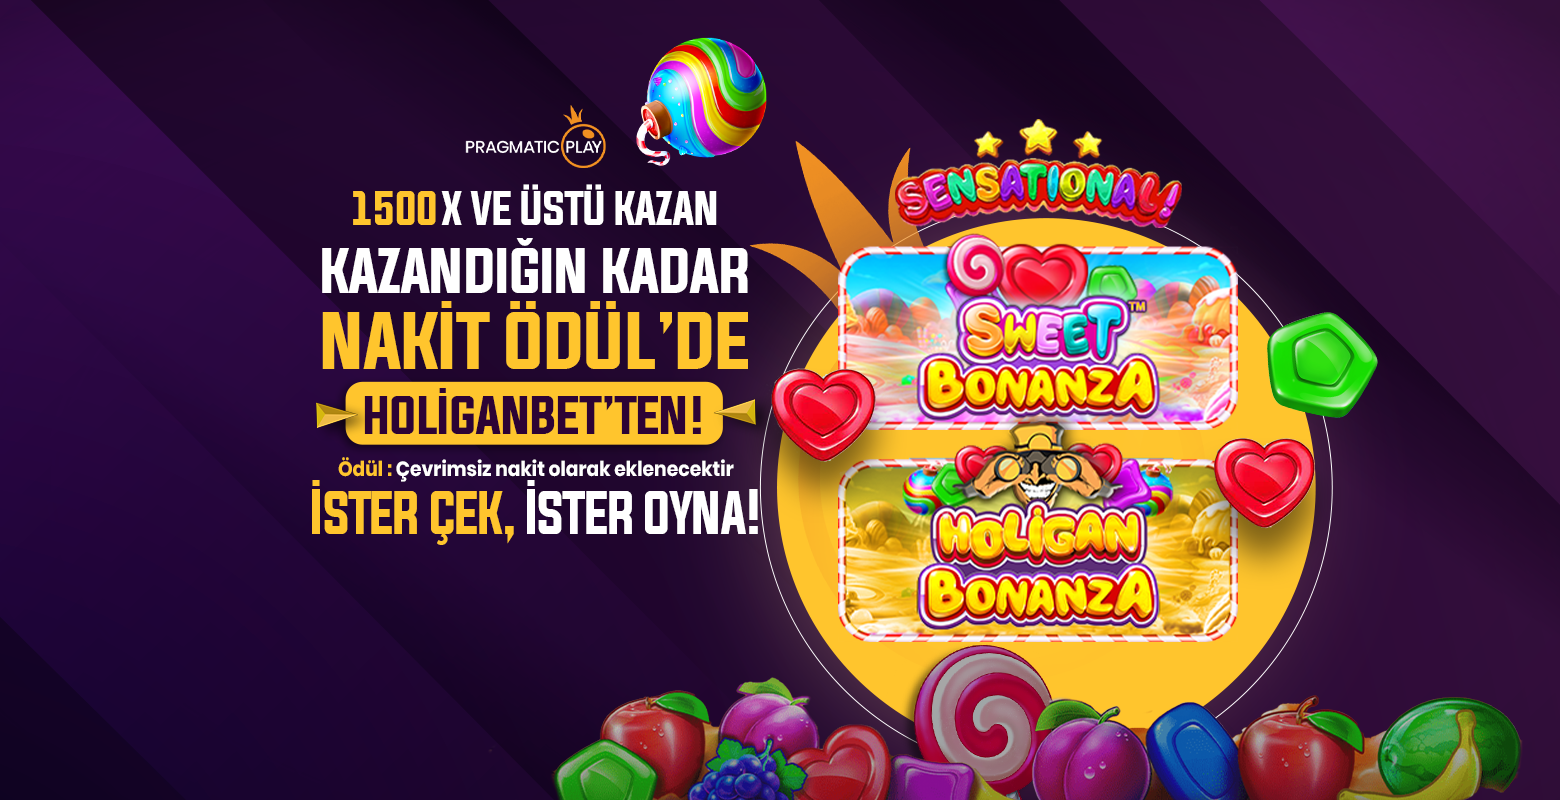 PRAGMATIC PLAY
1500X VE ÜSTÜ KAZAN
KAZANDIĞIN KADAR
NAKİT ÖDÜL'DE
HOLİGANBET'TEN!
Ödül : Çevrimsiz nakit olarak eklenecektir
İSTER ÇEK, İSTER OYNA!
SENSATIONAL!
SWEET™
BONANZA
HOLİGAN
BONANZA